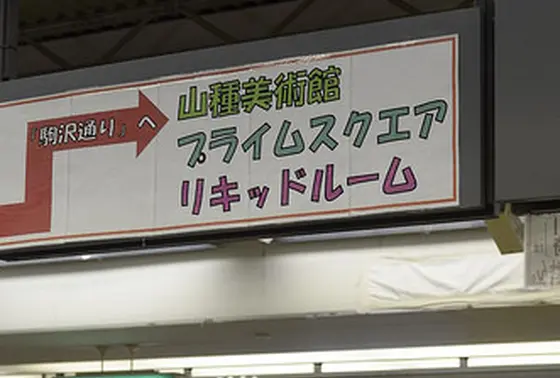 『駒沢通り』へ
山種美術館
プライムスクエア
リキッドルーム